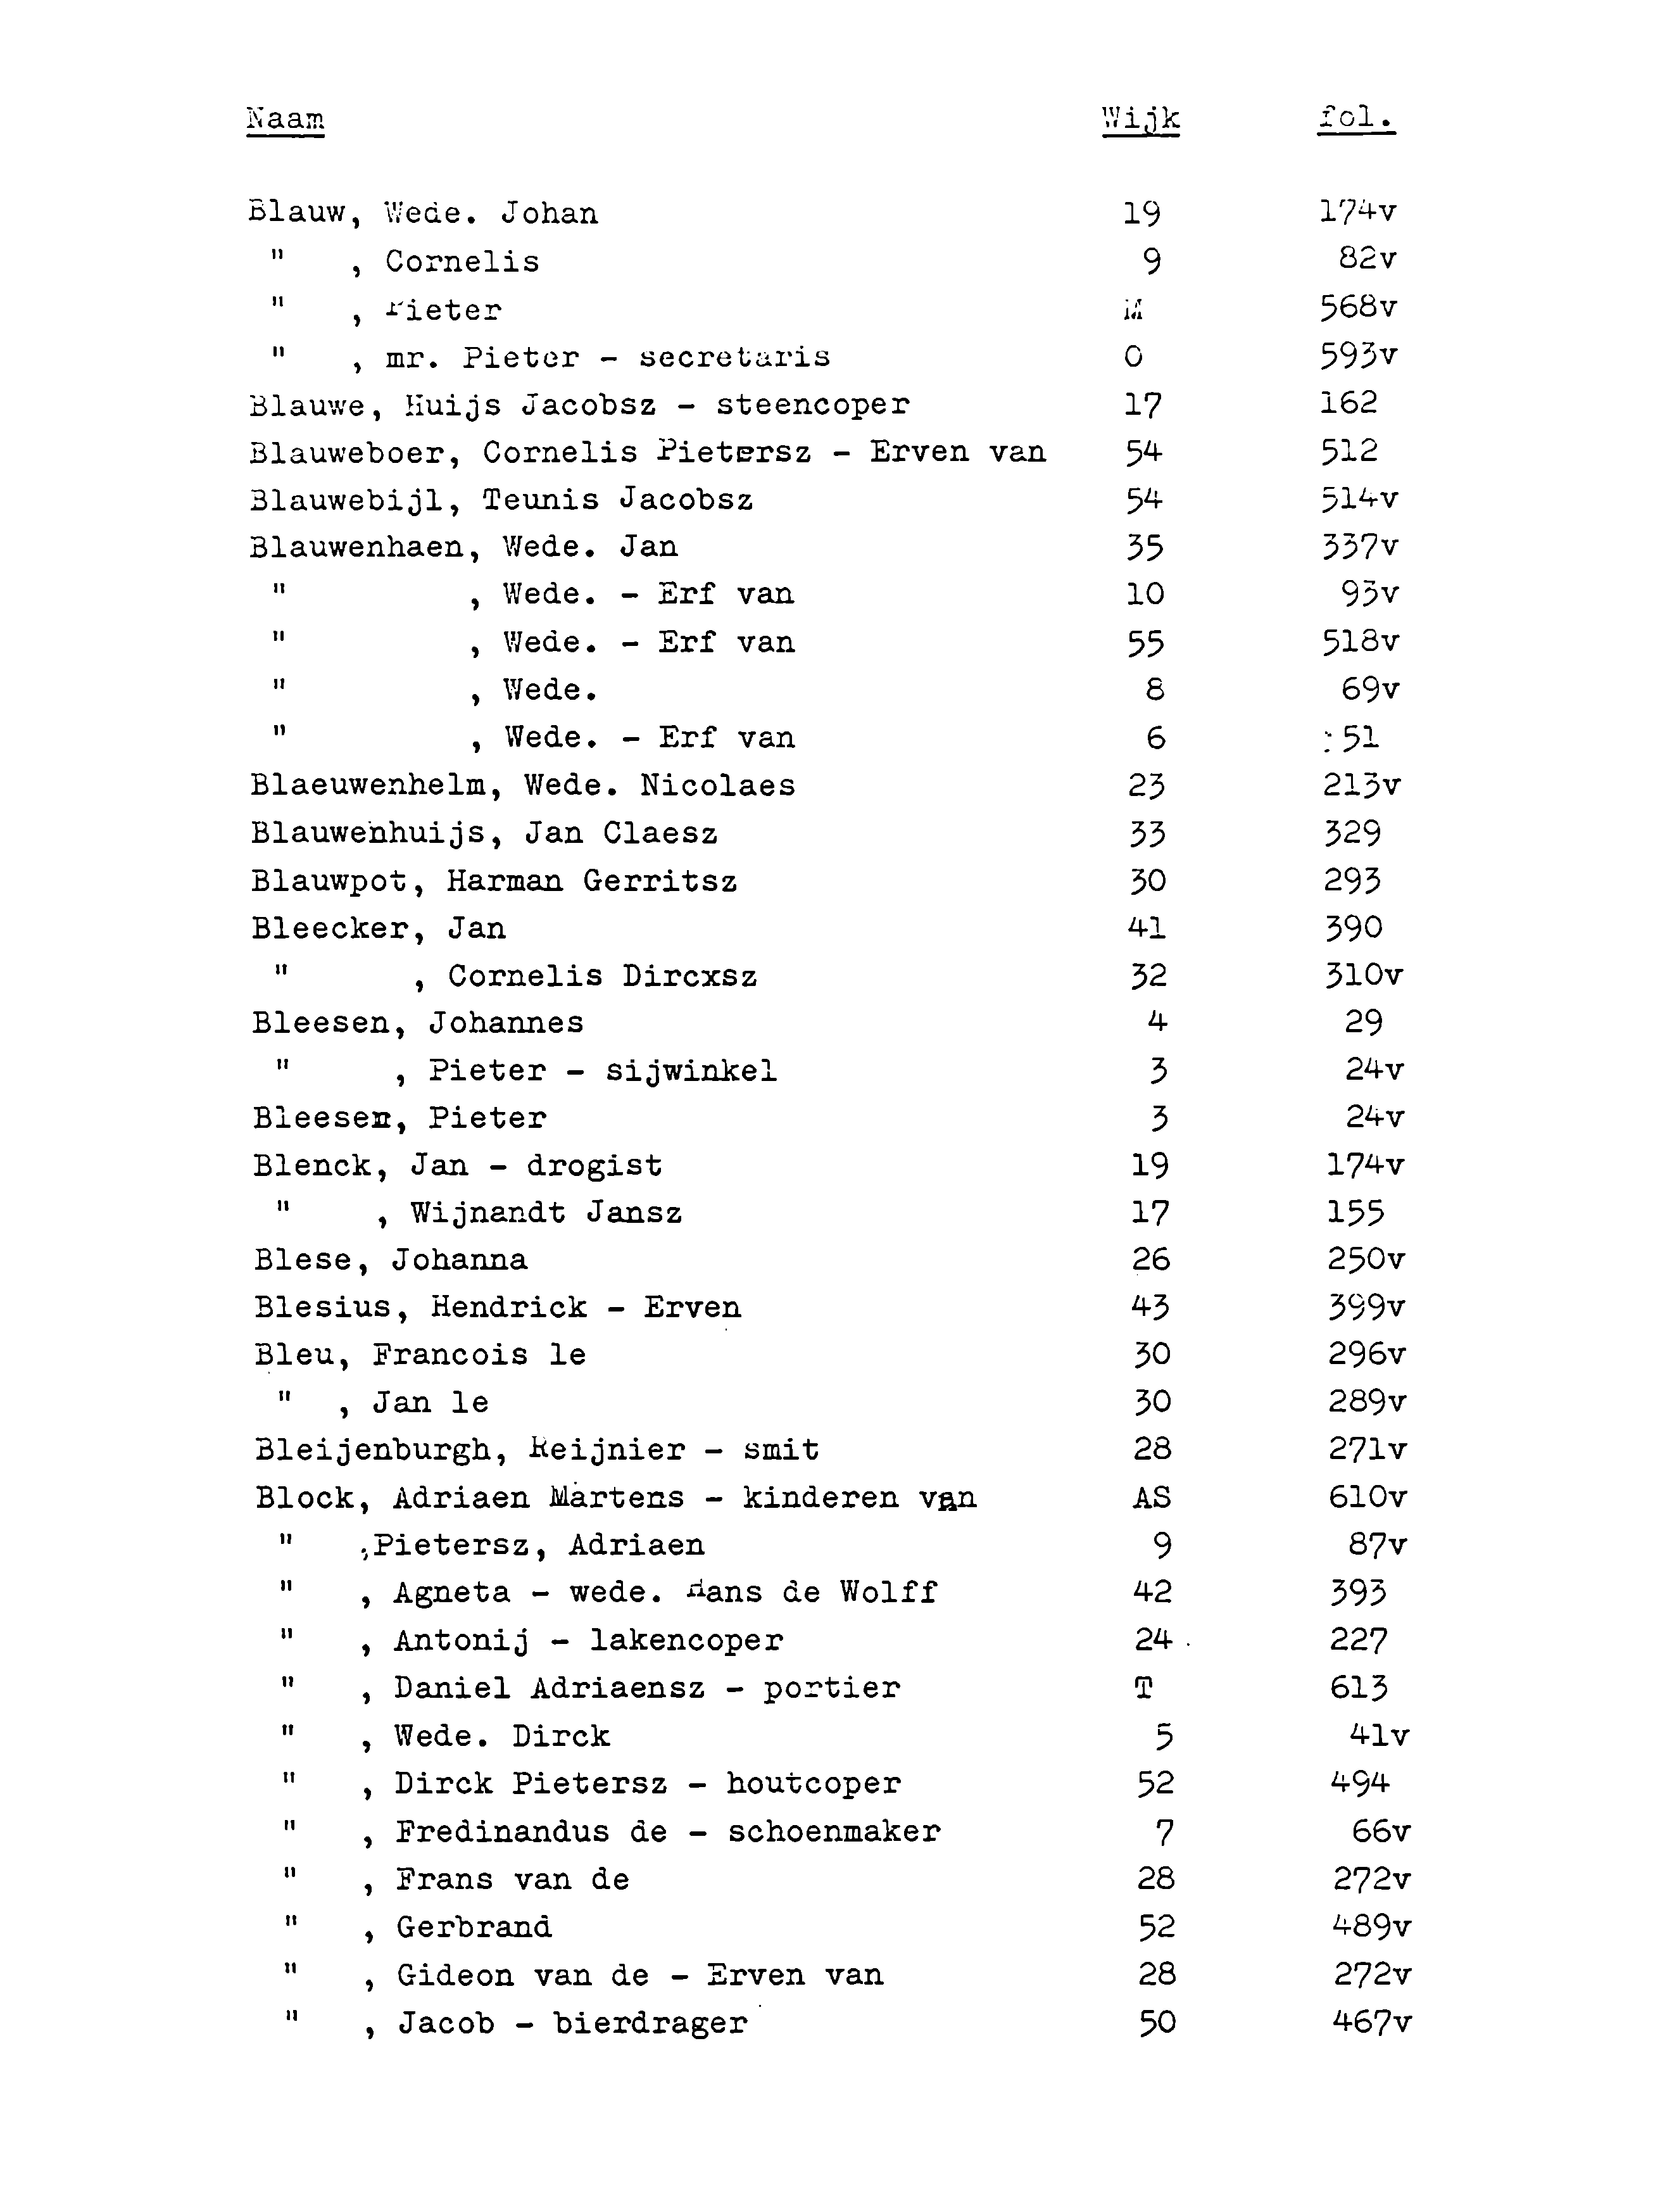 Naam Wijk fol.
Blauw, Wede. Johan 19 174v
" , Cornelis 9 82v
" , Pieter M 568v
" , mr. Pieter - secretaris O 593v
Blauwe, Huijs Jacobsz - steencoper 17 162
Blauweboer, Cornelis Pietersz - Erven van 54 512
Blauwebijl, Teunis Jacobsz 54 514v
Blauwenhaen, Wede. Jan 35 337v
" , Wede. - Erf van 10 93v
" , Wede. - Erf van 55 518v
" , Wede. 8 69v
" , Wede. - Erf van 6 51
Blaeuwenhelm, Wede. Nicolaes 23 213v
Blauwenhuijs, Jan Claesz 33 329
Blauwpot, Harman Gerritsz 30 293
Bleecker, Jan 41 390
" , Cornelis Dircxsz 32 310v
Bleesen, Johannes 4 29
" , Pieter - sijwinkel 3 24v
Bleesen, Pieter 3 24v
Blenck, Jan - drogist 19 174v
" , Wijnandt Jansz 17 155
Blese, Johanna 26 250v
Blesius, Hendrick - Erven 43 399v
Bleu, Francois le 30 296v
" , Jan le 30 289v
Bleijenburgh, Reijnier - smit 28 271v
Block, Adriaen Martens - kinderen van AS 610v
" ,Pietersz, Adriaen 9 87v
" , Agneta - wede. Hans de Wolff 42 393
" , Antonij - lakencoper 24 227
" , Daniel Adriaensz - portier T 613
" , Wede. Dirck 5 41v
" , Dirck Pietersz - houtcoper 52 494
" , Fredinandus de - schoenmaker 7 66v
" , Frans van de 28 272v
" , Gerbrand 52 489v
" , Gideon van de - Erven van 28 272v
" , Jacob - bierdrager 50 467v